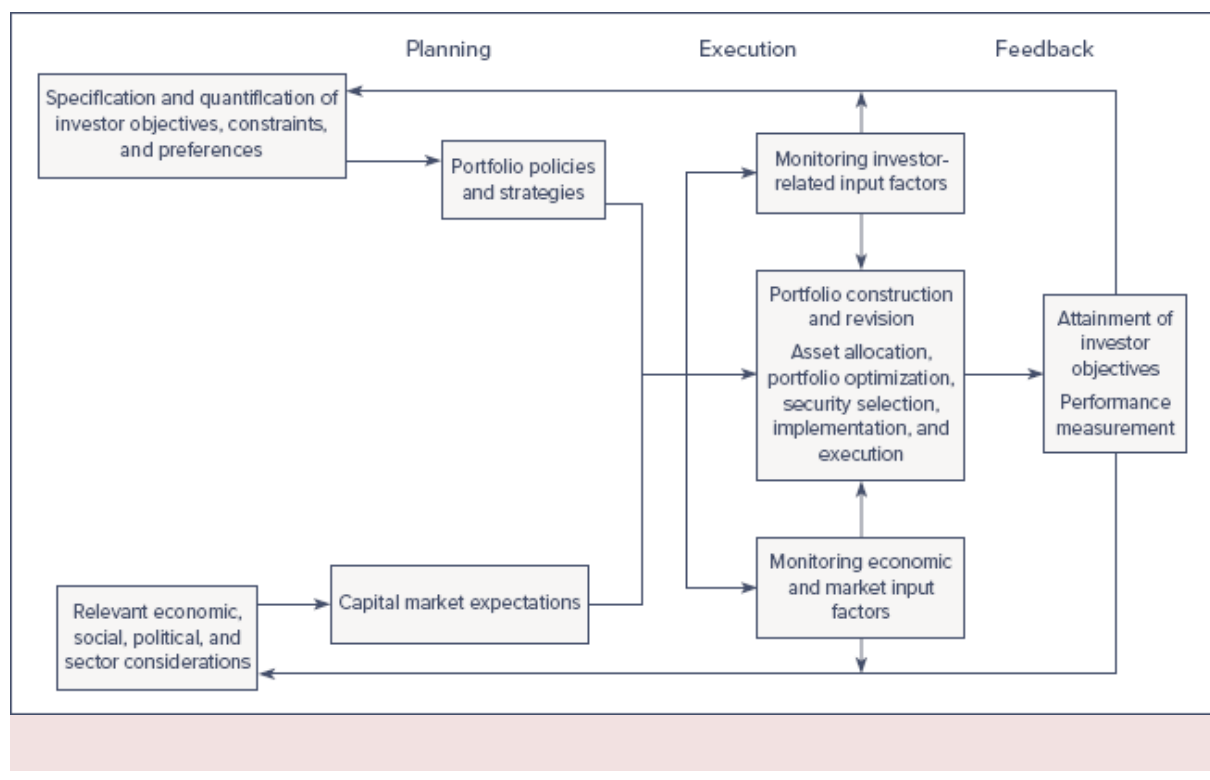 Planning
Execution
Feedback
Specification and quantification of
investor objectives, constraints,
and preferences
Portfolio policies
and strategies
Monitoring investor-
related input factors
Portfolio construction
and revision
Asset allocation,
portfolio optimization,
security selection,
implementation, and
execution
Attainment of
investor
objectives
Performance
measurement
Relevant economic,
social, political, and
sector considerations
Capital market expectations
Monitoring economic
and market input
factors